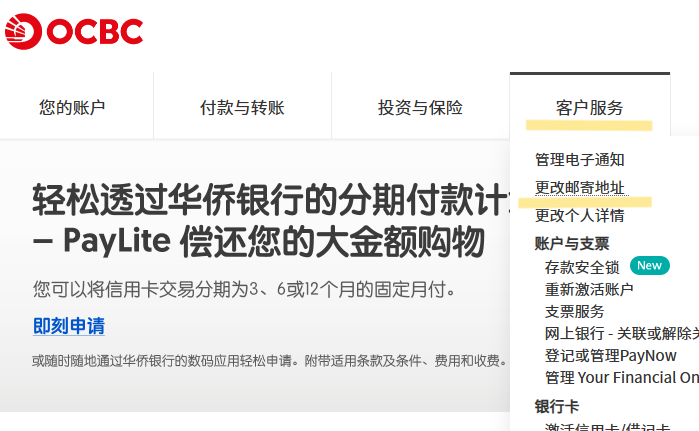 OCBC
您的账户
付款与转账
投资与保险
客户服务
管理电子通知
更改邮寄地址
更改个人详情
账户与支票
存款安全锁 New
重新激活账户
支票服务
网上银行 - 关联或解除
登记或管理PayNow
管理 Your Financial On
银行卡
激活信用卡/借记卡
轻松透过华侨银行的分期付款计
– PayLite 偿还您的大金额购物
您可以将信用卡交易分期为3、6或12个月的固定月付。
即刻申请
或随时随地通过华侨银行的数码应用轻松申请。附带适用条款及条件、费用和收费。